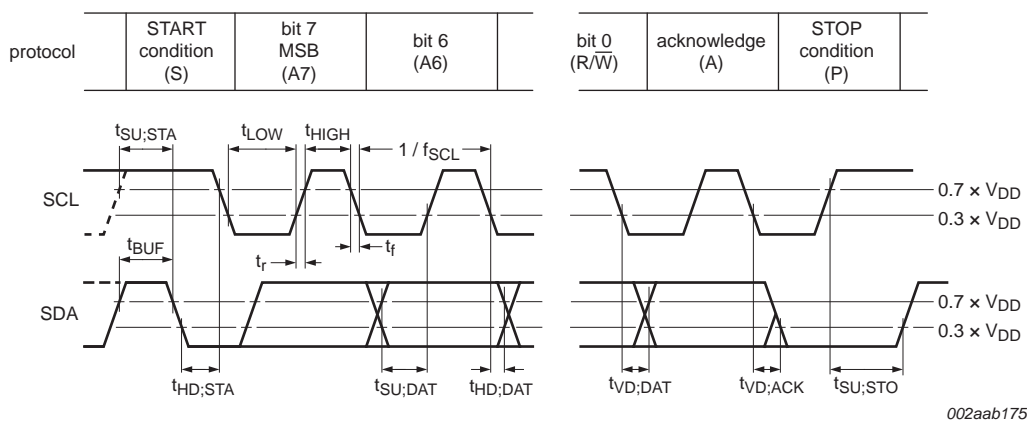 protocol
START
condition
(S)
bit 7
MSB
(A7)
bit 6
(A6)
bit 0
(R/W̅)
acknowledge
(A)
STOP
condition
(P)
tSU;STA
tLOW
tHIGH
1 / fSCL
SCL
0.7 × VDD
0.3 × VDD
tBUF
tr
tf
SDA
0.7 × VDD
0.3 × VDD
tHD;STA
tSU;DAT
tHD;DAT
tVD;DAT
tVD;ACK
tSU;STO
002aab175